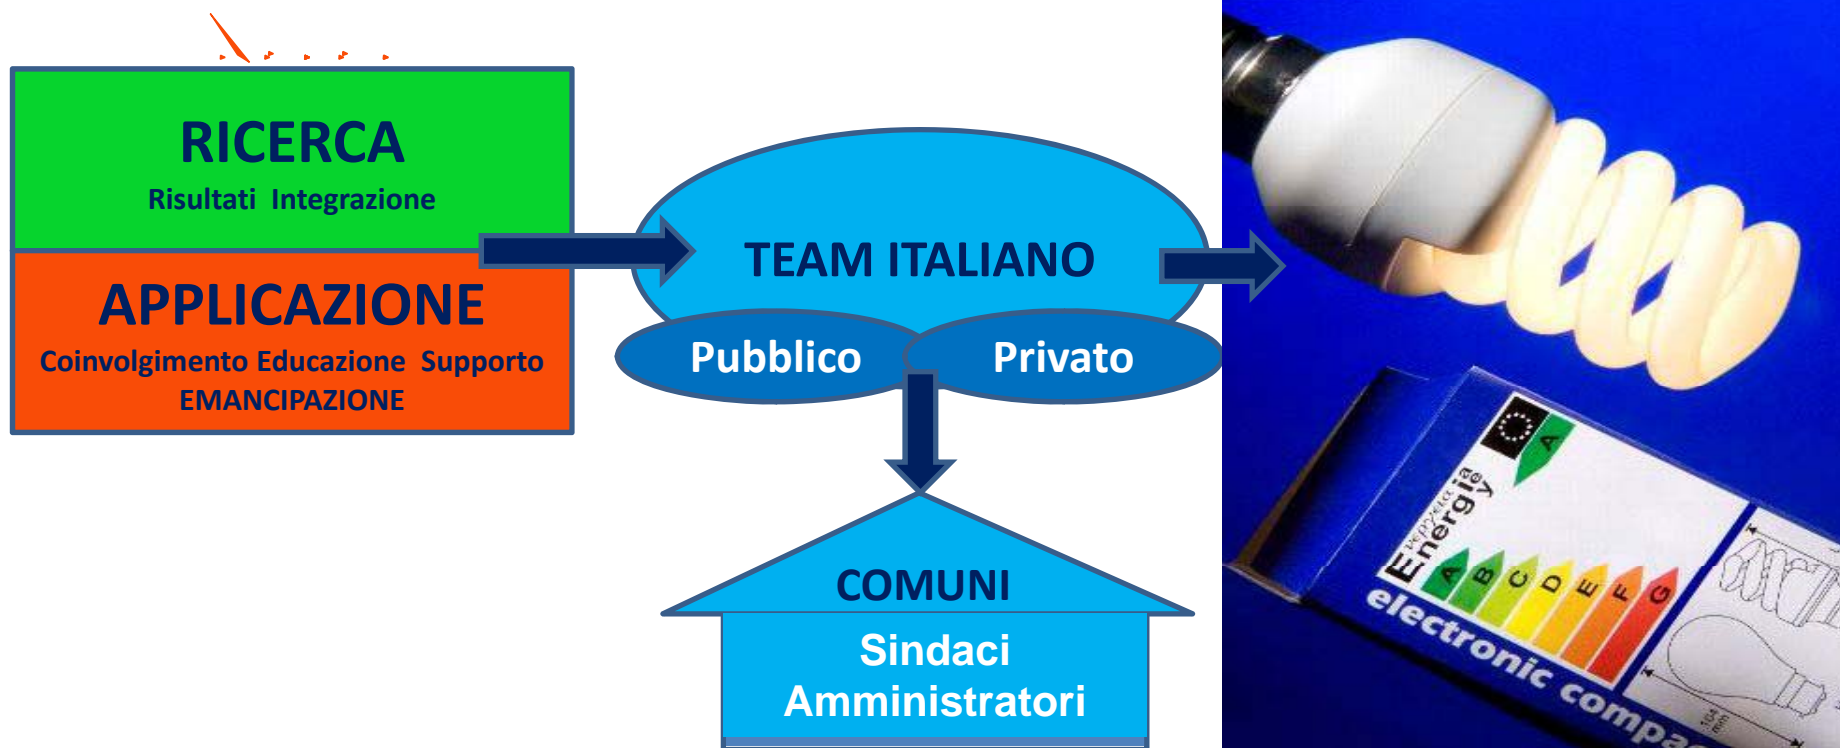 RICERCA
Risultati Integrazione
APPLICAZIONE
Coinvolgimento Educazione Supporto
EMANCIPAZIONE
TEAM ITALIANO
Pubblico
Privato
COMUNI
Sindaci
Amministratori
A
Energia
A B C D E F G
electronic compa